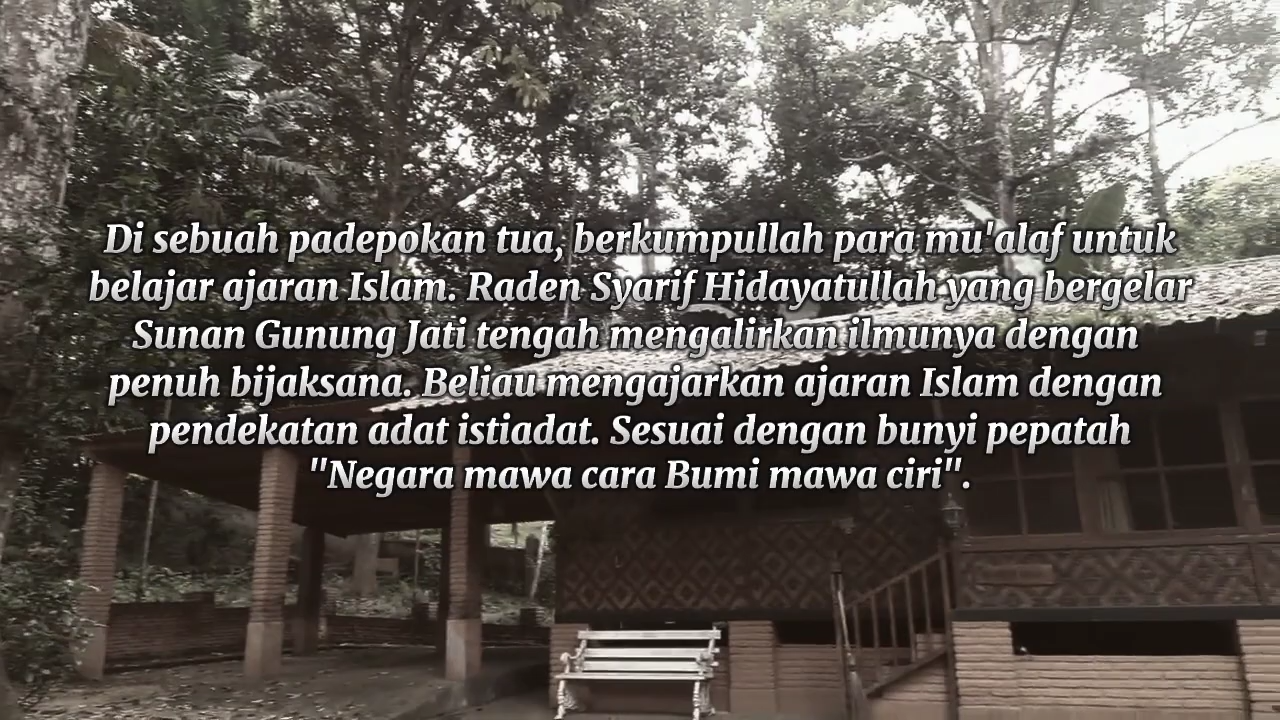 Di sebuah padepokan tua, berkumpullah para mu'alaf untuk
belajar ajaran Islam. Raden Syarif Hidayatullah yang bergelar
Sunan Gunung Jati tengah mengalirkan ilmunya dengan
penuh bijaksana. Beliau mengajarkan ajaran Islam dengan
pendekatan adat istiadat. Sesuai dengan bunyi pepatah
"Negara mawa cara Bumi mawa ciri".